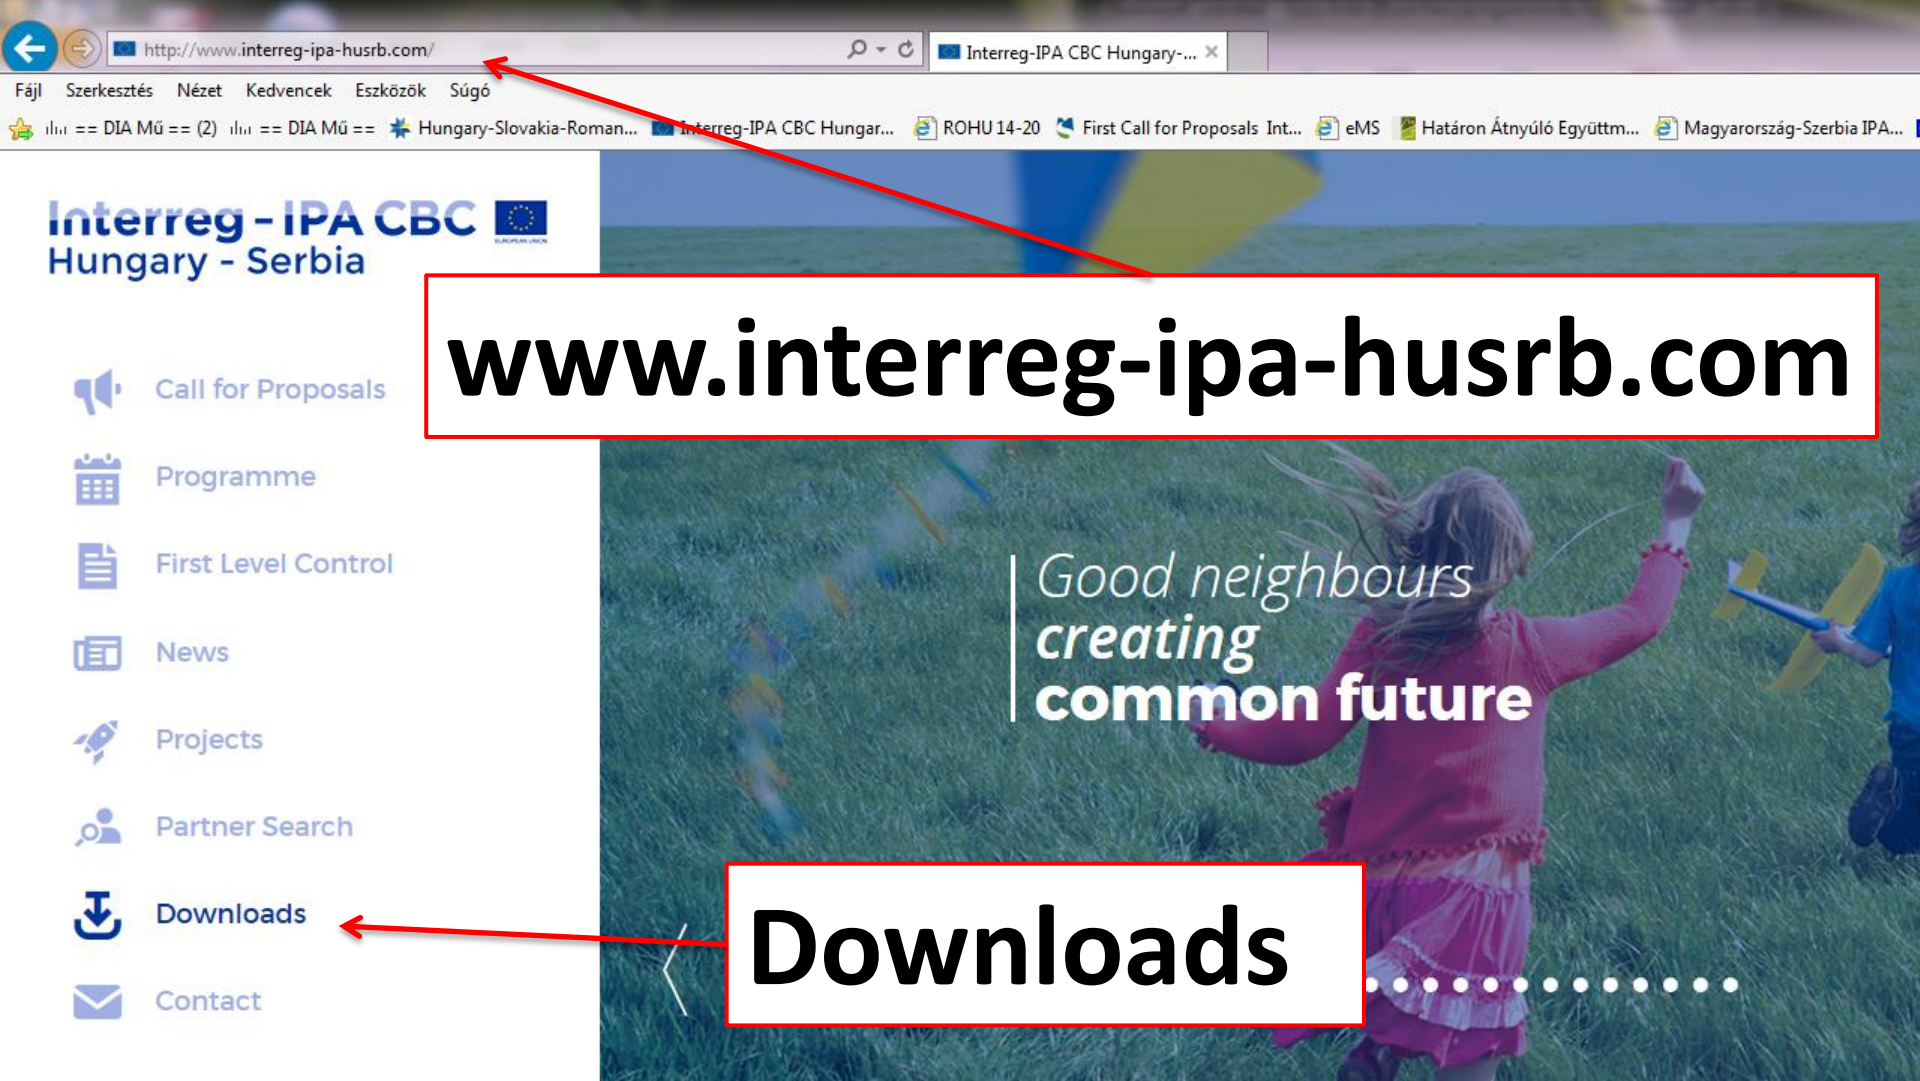 http://www.interreg-ipa-husrb.com/
Interreg-IPA CBC Hungary-...
Fájl Szerkesztés Nézet Kedvencek Eszközök Súgó
== DIA Mű == (2) == DIA Mű == Hungary-Slovakia-Roman... Interreg-IPA CBC Hungar... ROHU 14-20 First Call for Proposals Int... eMS Határon Átnyúló Együttm... Magyarország-Szerbia IPA...
Interreg - IPA CBC
EUROPEAN UNION
Hungary - Serbia
www.interreg-ipa-husrb.com
Call for Proposals
Programme
First Level Control
News
Projects
Partner Search
Downloads
Contact
Good neighbours
creating
common future
Downloads